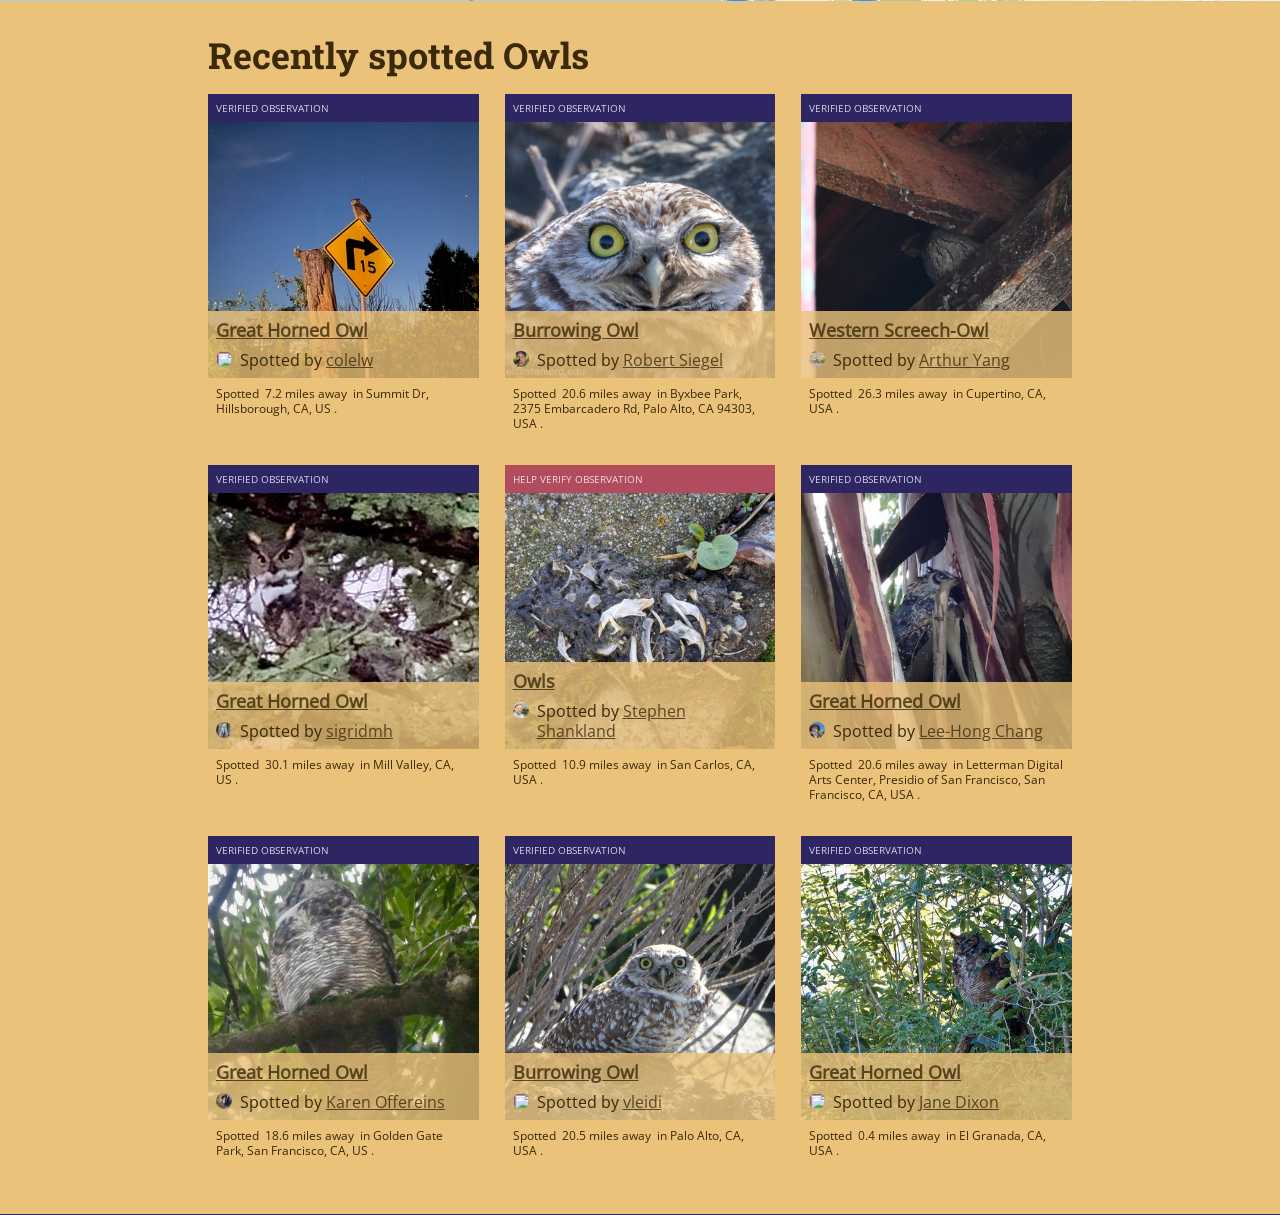 Recently spotted Owls
VERIFIED OBSERVATION
15
Great Horned Owl
Spotted by colelw
Spotted 7.2 miles away in Summit Dr,
Hillsborough, CA, US .
VERIFIED OBSERVATION
Burrowing Owl
Spotted by Robert Siegel
Spotted 20.6 miles away in Byxbee Park,
2375 Embarcadero Rd, Palo Alto, CA 94303,
USA .
VERIFIED OBSERVATION
Western Screech-Owl
Spotted by Arthur Yang
Spotted 26.3 miles away in Cupertino, CA,
USA .
VERIFIED OBSERVATION
Great Horned Owl
Spotted by sigridmh
Spotted 30.1 miles away in Mill Valley, CA,
US .
HELP VERIFY OBSERVATION
Owls
Spotted by Stephen
Shankland
Spotted 10.9 miles away in San Carlos, CA,
USA .
VERIFIED OBSERVATION
Great Horned Owl
Spotted by Lee-Hong Chang
Spotted 20.6 miles away in Letterman Digital
Arts Center, Presidio of San Francisco, San
Francisco, CA, USA .
VERIFIED OBSERVATION
Great Horned Owl
Spotted by Karen Offereins
Spotted 18.6 miles away in Golden Gate
Park, San Francisco, CA, US .
VERIFIED OBSERVATION
Burrowing Owl
Spotted by vleidi
Spotted 20.5 miles away in Palo Alto, CA,
USA .
VERIFIED OBSERVATION
Great Horned Owl
Spotted by Jane Dixon
Spotted 0.4 miles away in El Granada, CA,
USA .